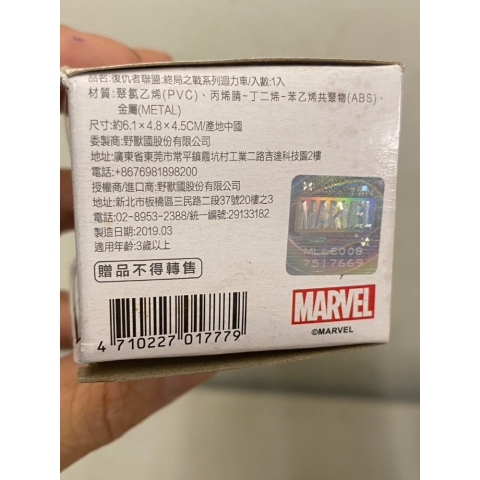 品名:復仇者聯盟:終局之戰系列迴力車/入數:1入
材質:聚氯乙烯(PVC)、丙烯腈-丁二烯-苯乙烯共聚物(ABS)、
金屬(METAL)
尺寸:約6.1×4.8×4.5CM/產地中國
委製商:野獸國股份有限公司
地址:廣東省東莞市常平鎮霞坑村工業二路吉達科技園2樓
電話:+8676981898200
授權商/進口商:野獸國股份有限公司
地址:新北市板橋區三民路二段37號20樓之3
電話:02-8953-2388/統一編號:29133182
製造日期:2019.03
適用年齡:3歲以上
贈品不得轉售
4 710227 017779
MARVEL
MLLE008
7517669
MARVEL
©MARVEL